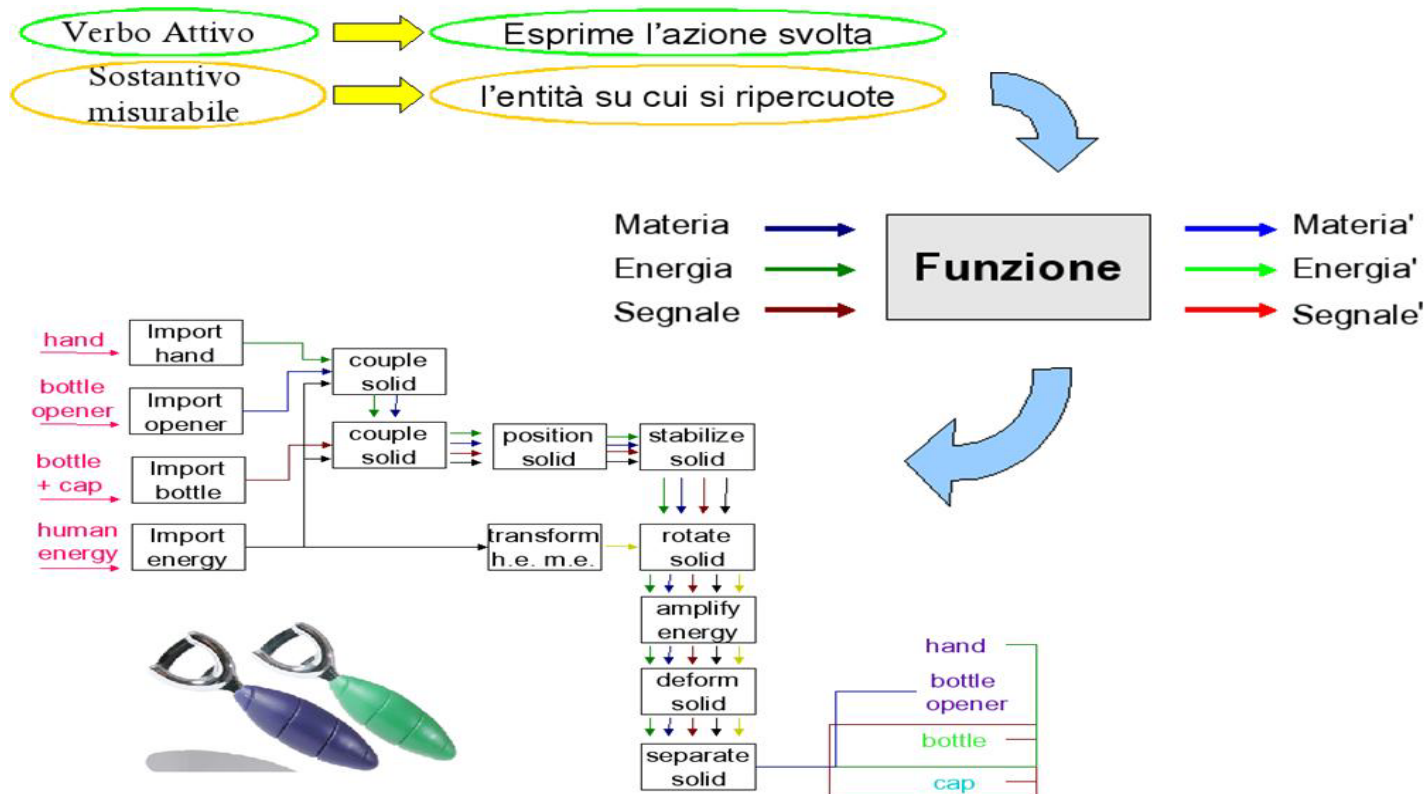 Verbo Attivo
Esprime l'azione svolta
Sostantivo
misurabile
l'entità su cui si ripercuote
Materia
Energia
Segnale
Funzione
Materia'
Energia'
Segnale'
hand
Import
hand
couple
solid
bottle
opener
Import
opener
couple
solid
position
solid
stabilize
solid
bottle
+ cap
Import
bottle
human
energy
Import
energy
transform
h.e. m.e.
rotate
solid
amplify
energy
deform
solid
separate
solid
hand
bottle
opener
bottle
cap